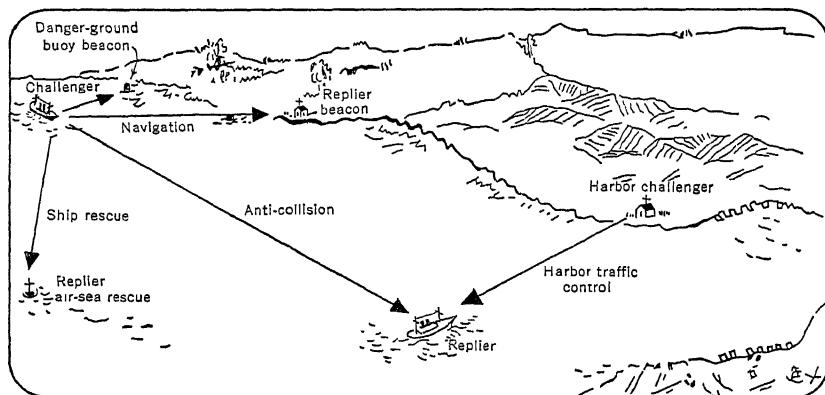 Danger-ground
buoy beacon
Challenger
Navigation
Replier
beacon
Harbor challenger
Ship rescue
Anti-collision
Harbor traffic
control
Replier
air-sea rescue
Replier